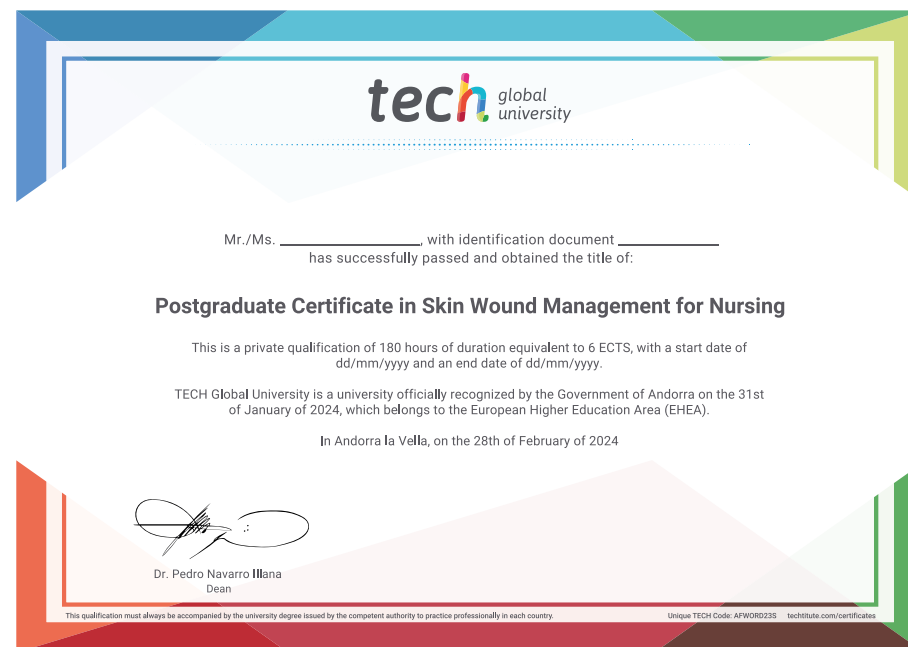 tech global
university
Mr./Ms. ____________________, with identification document ______________
has successfully passed and obtained the title of:
Postgraduate Certificate in Skin Wound Management for Nursing
This is a private qualification of 180 hours of duration equivalent to 6 ECTS, with a start date of
dd/mm/yyyy and an end date of dd/mm/yyyy.
TECH Global University is a university officially recognized by the Government of Andorra on the 31st
of January of 2024, which belongs to the European Higher Education Area (EHEA).
In Andorra la Vella, on the 28th of February of 2024
Dr. Pedro Navarro Illana
Dean
This qualification must always be accompanied by the university degree issued by the competent authority to practice professionally in each country. Unique TECH Code: AFWORD23S techtitute.com/certificates